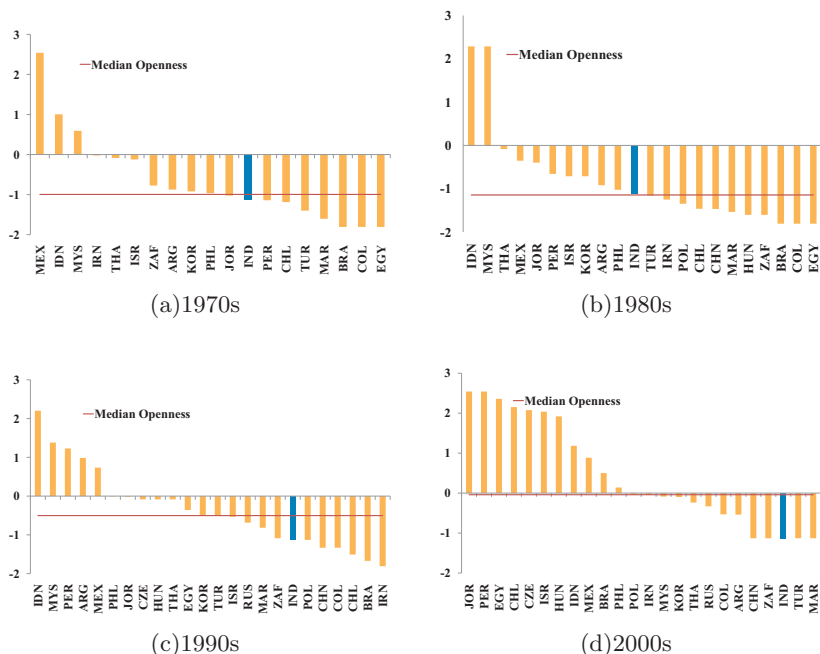 3
2
1
0
-1
-2
Median Openness
MEX IDN MYS IRN THA ISR ZAF ARG KOR PHL JOR IND PER CHL TUR MAR BRA COL EGY
(a)1970s
3
2
1
0
-1
-2
Median Openness
IDN MYS THA MEX JOR PER ISR KOR ARG PHL IND TUR IRN POL CHL CHN MAR HUN ZAF BRA COL EGY
(b)1980s
3
2
1
0
-1
-2
Median Openness
IDN MYS PER ARG MEX PHL JOR CZE HUN THA EGY KOR TUR ISR RUS MAR ZAF IND POL CHN COL CHL BRA IRN
(c)1990s
3
2
1
0
-1
-2
Median Openness
JOR PER EGY CHL CZE ISR HUN IDN MEX BRA PHL POL IRN MYS KOR THA RUS COL ARG CHN ZAF IND TUR MAR
(d)2000s